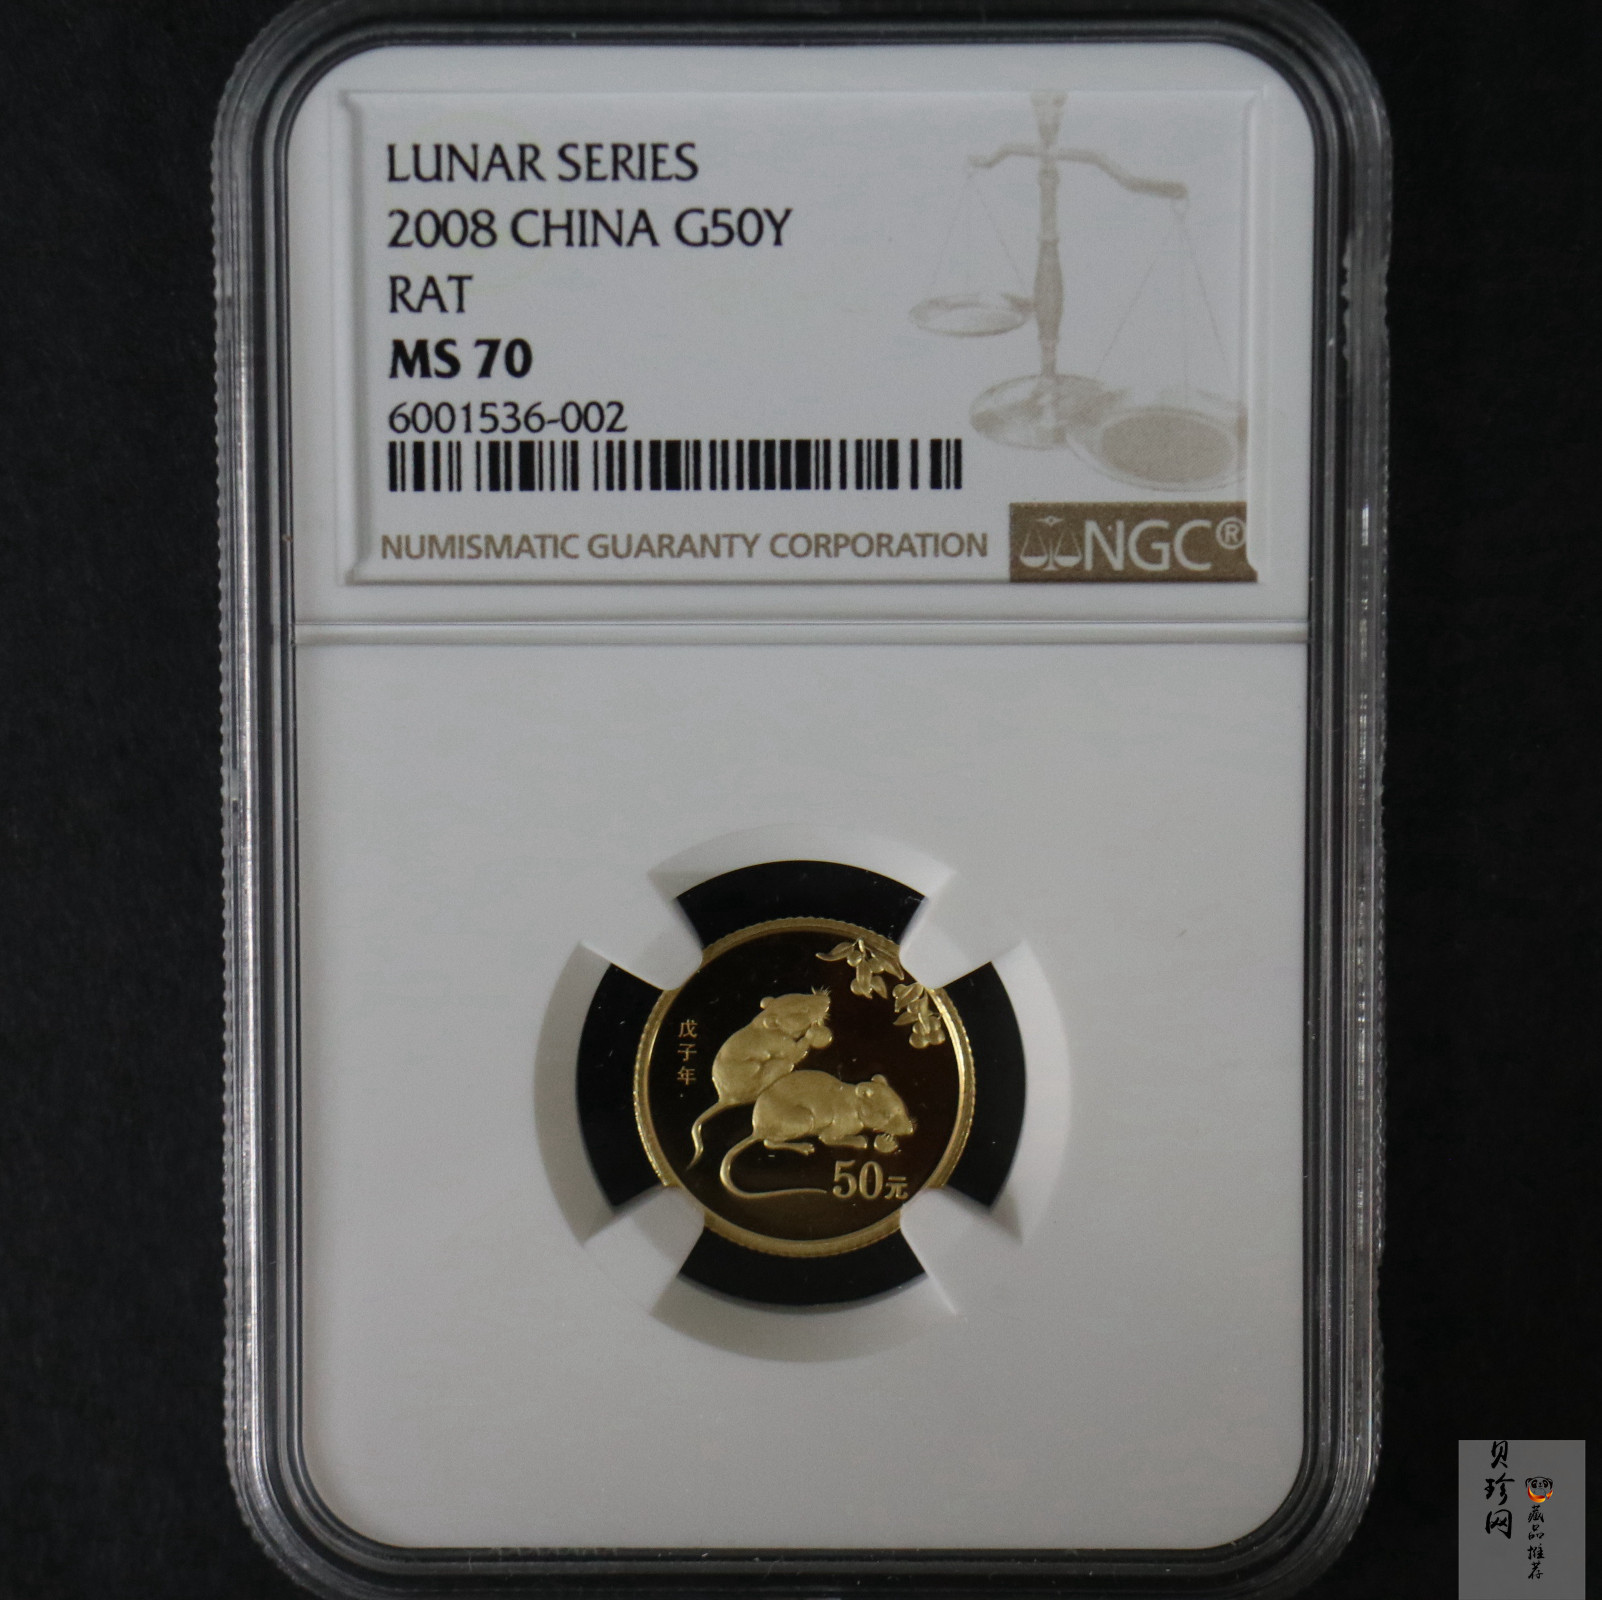 LUNAR SERIES
2008 CHINA G50Y
RAT
MS 70
6001536-002
NUMISMATIC GUARANTY CORPORATION
NGC®
戊子年
50元
贝珍网
藏品推荐